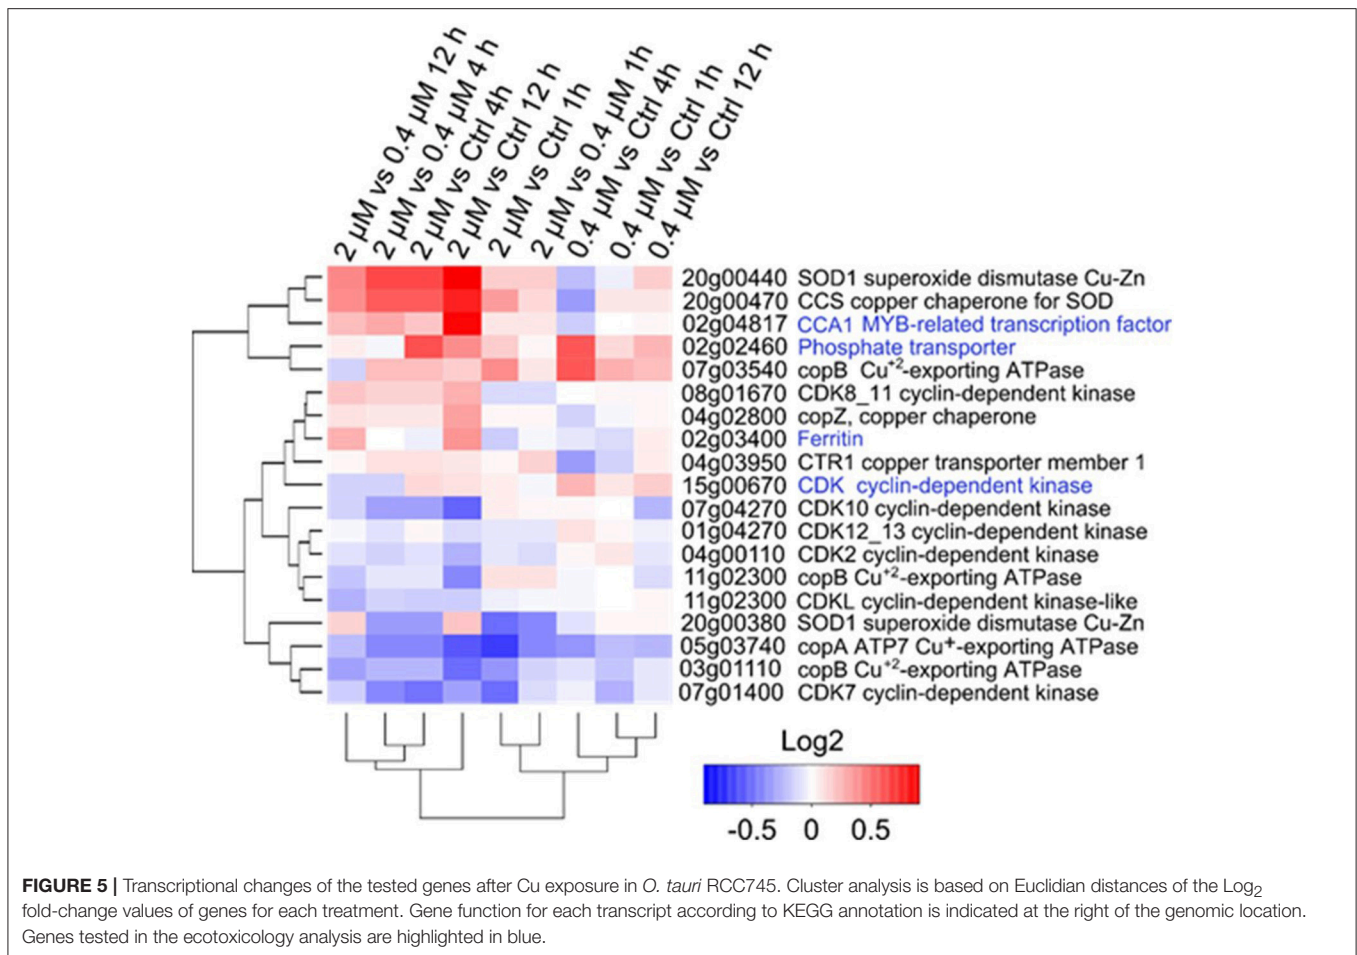 2 µM vs 0.4 µM 12 h
2 µM vs 0.4 µM 4 h
2 µM vs Ctrl 4h
2 µM vs Ctrl 12 h
2 µM vs Ctrl 1h
2 µM vs 0.4 µM 1h
0.4 µM vs Ctrl 4h
0.4 µM vs Ctrl 1h
0.4 µM vs Ctrl 12 h
20g00440 SOD1 superoxide dismutase Cu-Zn
20g00470 CCS copper chaperone for SOD
02g04817 CCA1 MYB-related transcription factor
02g02460 Phosphate transporter
07g03540 copB Cu⁺²-exporting ATPase
08g01670 CDK8_11 cyclin-dependent kinase
04g02800 copZ, copper chaperone
02g03400 Ferritin
04g03950 CTR1 copper transporter member 1
15g00670 CDK cyclin-dependent kinase
07g04270 CDK10 cyclin-dependent kinase
01g04270 CDK12_13 cyclin-dependent kinase
04g00110 CDK2 cyclin-dependent kinase
11g02300 copB Cu⁺²-exporting ATPase
11g02300 CDKL cyclin-dependent kinase-like
20g00380 SOD1 superoxide dismutase Cu-Zn
05g03740 copA ATP7 Cu⁺-exporting ATPase
03g01110 copB Cu⁺²-exporting ATPase
07g01400 CDK7 cyclin-dependent kinase
Log2
-0.5 0 0.5
FIGURE 5 | Transcriptional changes of the tested genes after Cu exposure in O. tauri RCC745. Cluster analysis is based on Euclidian distances of the Log₂
fold-change values of genes for each treatment. Gene function for each transcript according to KEGG annotation is indicated at the right of the genomic location.
Genes tested in the ecotoxicology analysis are highlighted in blue.